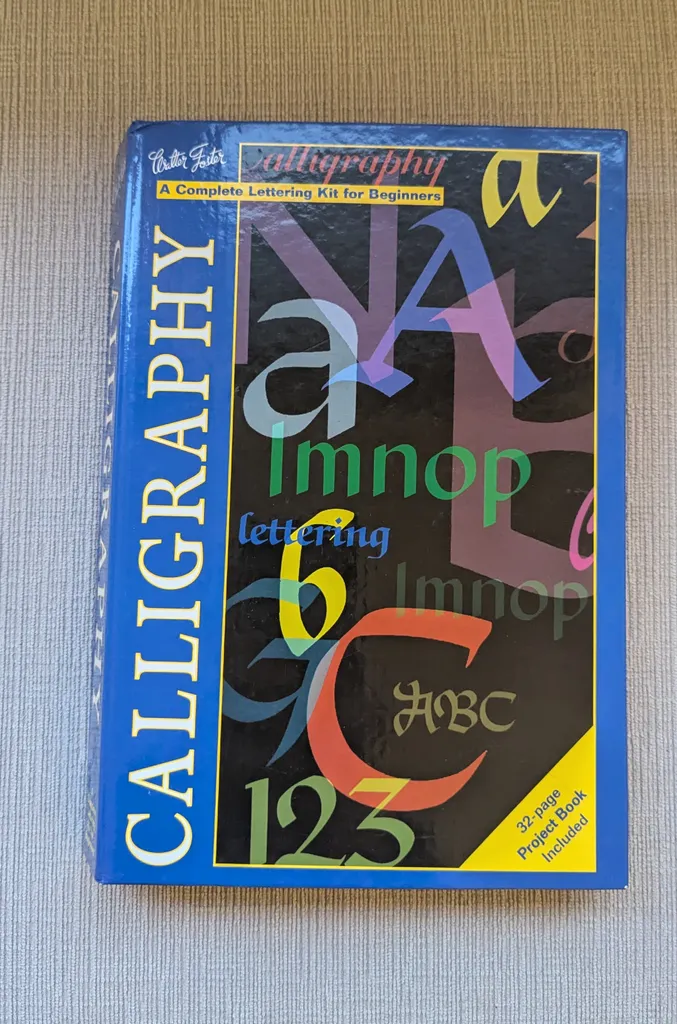 Walter Foster
Calligraphy
A Complete Lettering Kit for Beginners
CALLIGRAPHY
CALLIGRAPHY
a
N A
a
B
lmnop
lettering
6
lmnop
G C
ABC
123
32-page
Project Book
Included